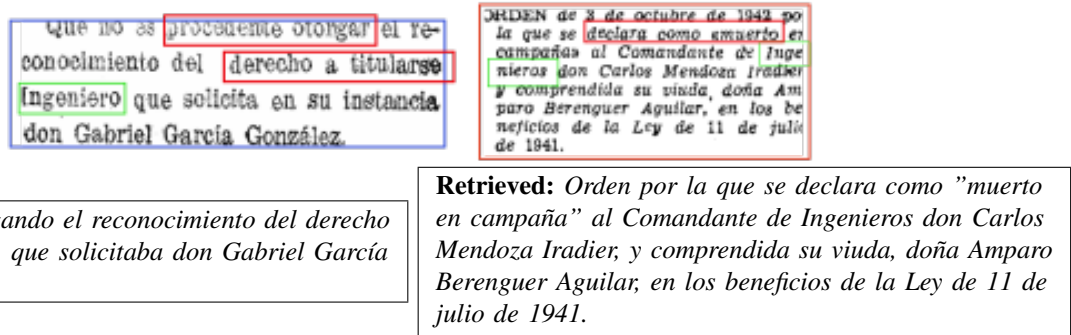 Que no es procedente otorgar el re-
conocimiento del derecho a titularse
Ingeniero que solicita en su instancia
don Gabriel García González.
ORDEN de 3 de octubre de 1942 po
la que se declara como «muerto en
campaña» al Comandante de Inge
nieros don Carlos Mendoza Iradier
y comprendida su viuda, doña Am
paro Berenguer Aguilar, en los be
neficios de la Ley de 11 de julio
de 1941.
ando el reconocimiento del derecho
que solicitaba don Gabriel García
Retrieved: Orden por la que se declara como ”muerto
en campaña” al Comandante de Ingenieros don Carlos
Mendoza Iradier, y comprendida su viuda, doña Amparo
Berenguer Aguilar, en los beneficios de la Ley de 11 de
julio de 1941.